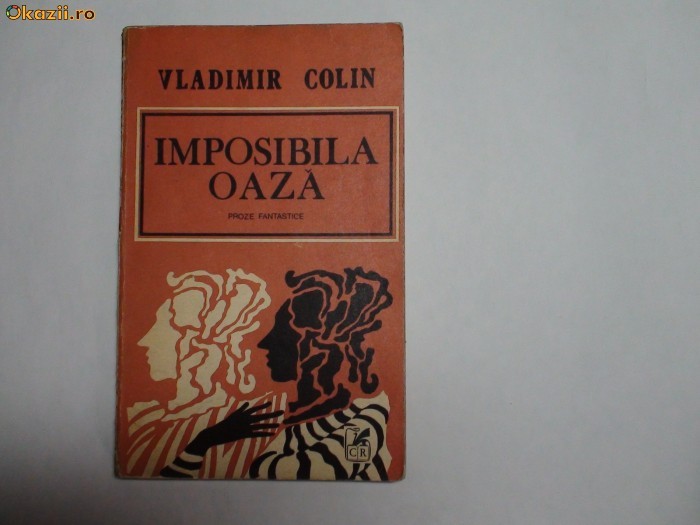 Okazii.ro
VLADIMIR COLIN
IMPOSIBILA
OAZĂ
PROZE FANTASTICE
CR
K